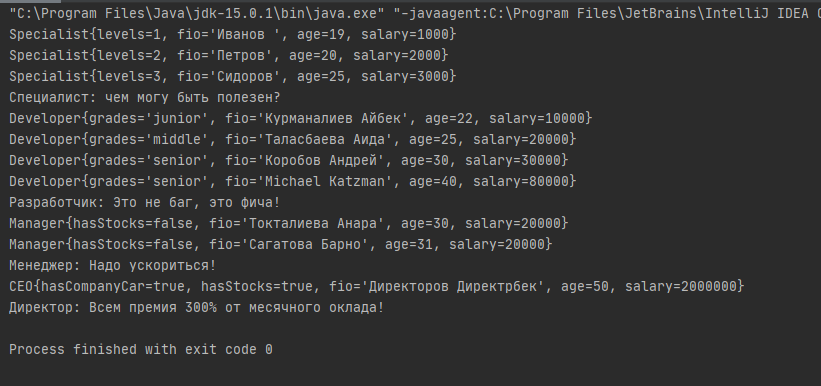 "C:\Program Files\Java\jdk-15.0.1\bin\java.exe" "-javaagent:C:\Program Files\JetBrains\IntelliJ IDEA
Specialist{levels=1, fio='Иванов ', age=19, salary=1000}
Specialist{levels=2, fio='Петров', age=20, salary=2000}
Specialist{levels=3, fio='Сидоров', age=25, salary=3000}
Специалист: чем могу быть полезен?
Developer{grades='junior', fio='Курманалиев Айбек', age=22, salary=10000}
Developer{grades='middle', fio='Таласбаева Аида', age=25, salary=20000}
Developer{grades='senior', fio='Коробов Андрей', age=30, salary=30000}
Developer{grades='senior', fio='Michael Katzman', age=40, salary=80000}
Разработчик: Это не баг, это фича!
Manager{hasStocks=false, fio='Токталиева Анара', age=30, salary=20000}
Manager{hasStocks=false, fio='Сагатова Барно', age=31, salary=20000}
Менеджер: Надо ускориться!
CEO{hasCompanyCar=true, hasStocks=true, fio='Директоров Директрбек', age=50, salary=2000000}
Директор: Всем премия 300% от месячного оклада!
Process finished with exit code 0